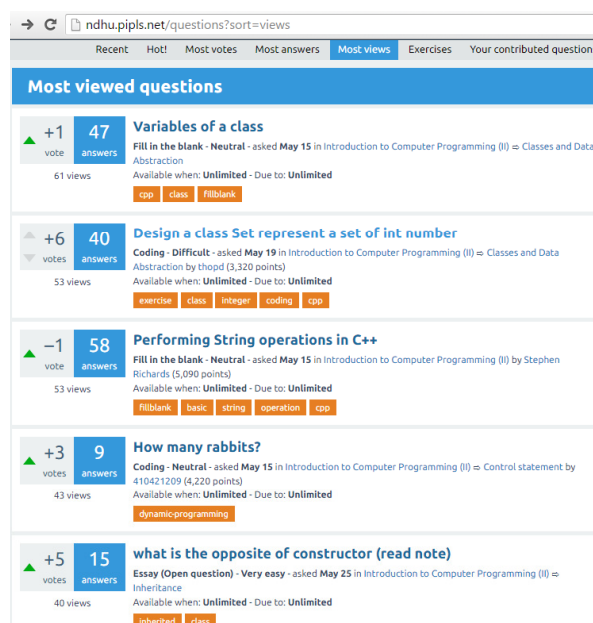 ndhu.pipls.net/questions?sort=views
Recent Hot! Most votes Most answers Most views Exercises Your contributed question
Most viewed questions
+1 vote
47 answers
61 views
Variables of a class
Fill in the blank - Neutral - asked May 15 in Introduction to Computer Programming (II) ⇨ Classes and Data
Abstraction
Available when: Unlimited - Due to: Unlimited
cpp class fillblank
+6 votes
40 answers
53 views
Design a class Set represent a set of int number
Coding - Difficult - asked May 19 in Introduction to Computer Programming (II) ⇨ Classes and Data
Abstraction by thopd (3,320 points)
Available when: Unlimited - Due to: Unlimited
exercise class integer coding cpp
−1 vote
58 answers
53 views
Performing String operations in C++
Fill in the blank - Neutral - asked May 15 in Introduction to Computer Programming (II) by Stephen
Richards (5,090 points)
Available when: Unlimited - Due to: Unlimited
fillblank basic string operation cpp
+3 votes
9 answers
43 views
How many rabbits?
Coding - Neutral - asked May 15 in Introduction to Computer Programming (II) ⇨ Control statement by
410421209 (4,220 points)
Available when: Unlimited - Due to: Unlimited
dynamic-programming
+5 votes
15 answers
40 views
what is the opposite of constructor (read note)
Essay (Open question) - Very easy - asked May 25 in Introduction to Computer Programming (II) ⇨
Inheritance
Available when: Unlimited - Due to: Unlimited
inherited class